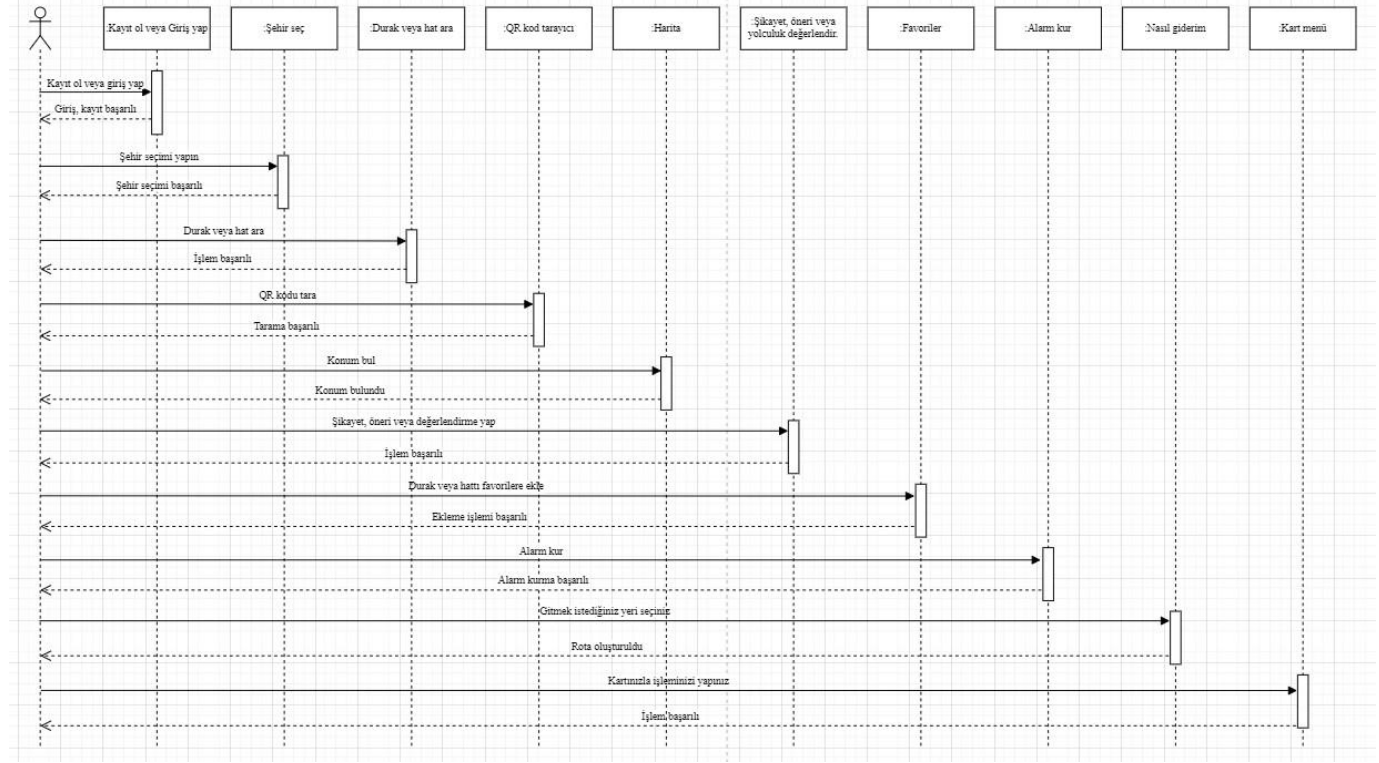 :Kayıt ol veya Giriş yap
:Şehir seç
:Durak veya hat ara
:QR kod tarayıcı
:Harita
:Şikayet, öneri veya
yolculuk değerlendir.
:Favoriler
:Alarm kur
:Nasıl giderim
:Kart menü
Kayıt ol veya giriş yap
Giriş, kayıt başarılı
Şehir seçimi yapın
Şehir seçimi başarılı
Durak veya hat ara
İşlem başarılı
QR kodu tara
Tarama başarılı
Konum bul
Konum bulundu
Şikayet, öneri veya değerlendirme yap
İşlem başarılı
Durak veya hattı favorilere ekle
Ekleme işlemi başarılı
Alarm kur
Alarm kurma başarılı
Gitmek istediğiniz yeri seçiniz
Rota oluşturuldu
Kartınızla işleminizi yapınız
İşlem başarılı